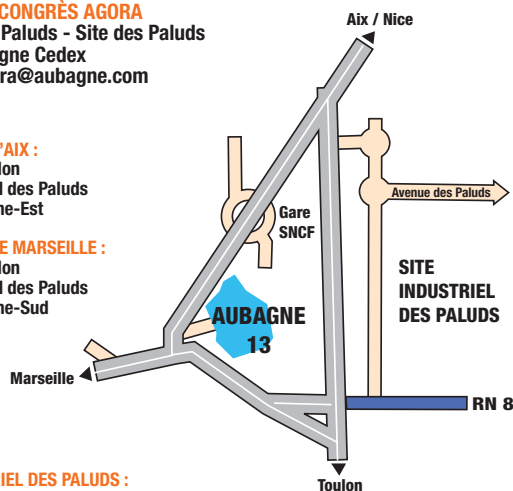 CONGRÈS AGORA
Paluds - Site des Paluds
gne Cedex
ra@aubagne.com
'AIX :
lon
l des Paluds
ne-Est
E MARSEILLE :
lon
l des Paluds
ne-Sud
IEL DES PALUDS :
Aix / Nice
Avenue des Paluds
Gare
SNCF
SITE
INDUSTRIEL
DES PALUDS
AUBAGNE
13
Marseille
RN 8
Toulon